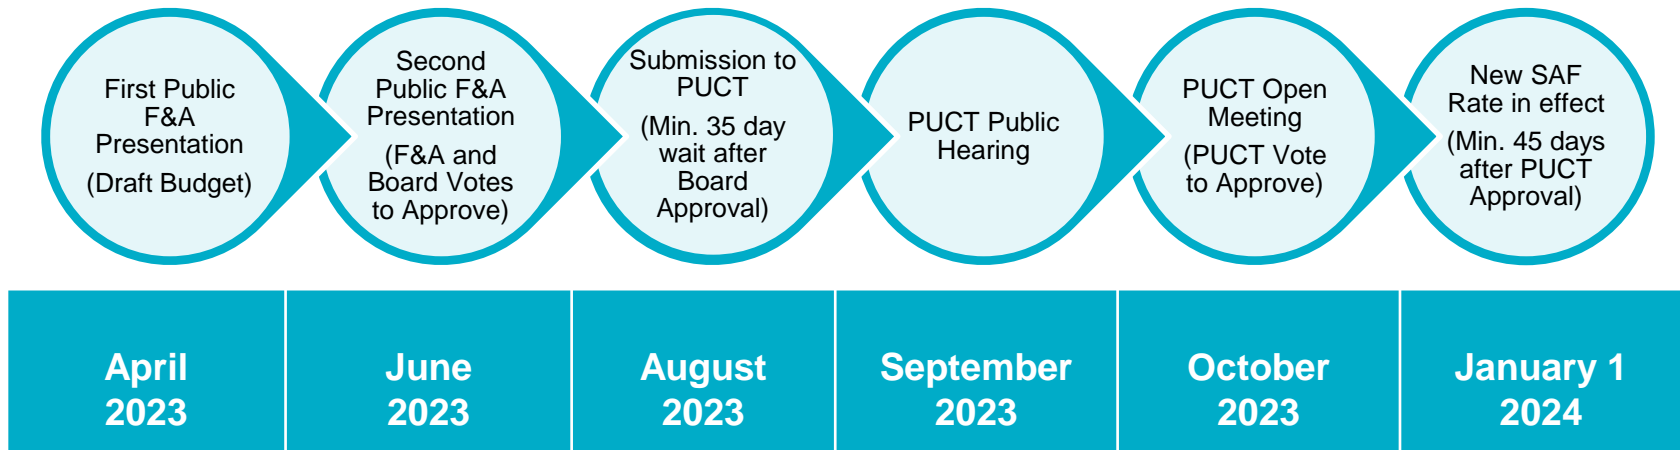 First Public
F&A
Presentation
(Draft Budget)
Second
Public F&A
Presentation
(F&A and
Board Votes
to Approve)
Submission to
PUCT
(Min. 35 day
wait after
Board
Approval)
PUCT Public
Hearing
PUCT Open
Meeting
(PUCT Vote
to Approve)
New SAF
Rate in effect
(Min. 45 days
after PUCT
Approval)
April
2023
June
2023
August
2023
September
2023
October
2023
January 1
2024